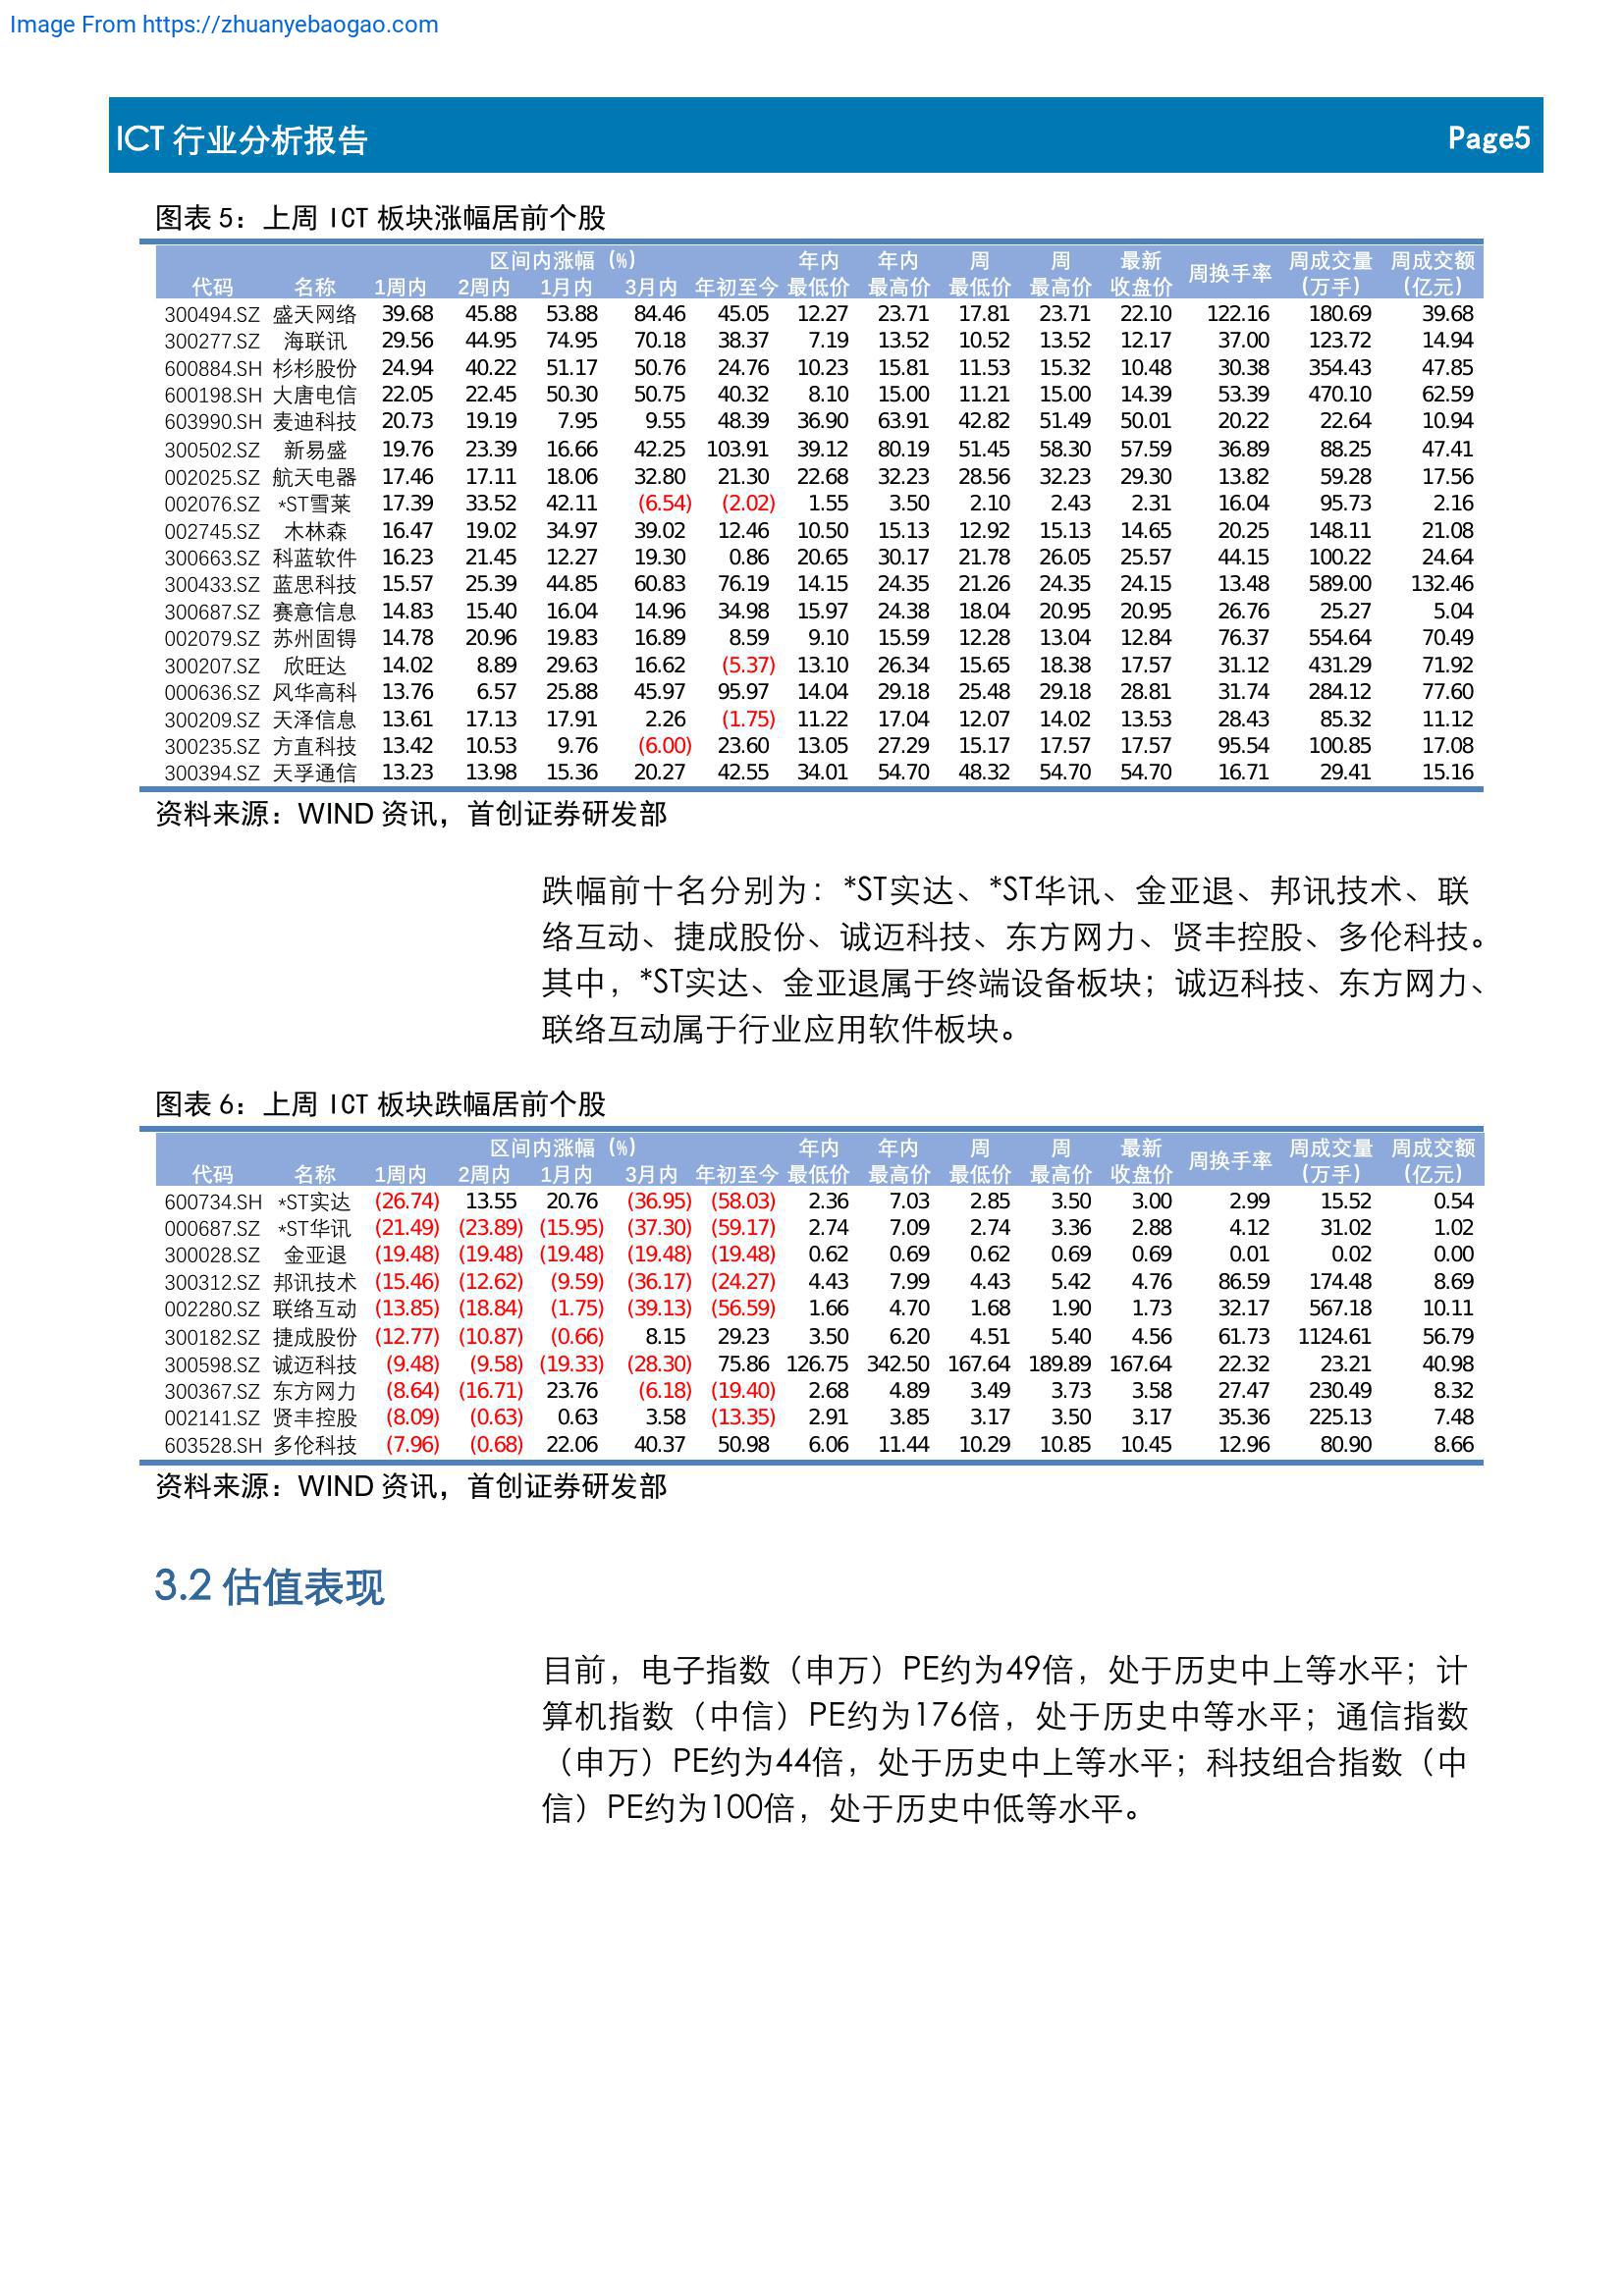 Image From https://zhuanyebaogao.com
ICT 行业分析报告 Page5
图表 5：上周 ICT 板块涨幅居前个股
区间内涨幅（%） 年内 年内 周 周 最新 周换手率 周成交量 周成交额
代码 名称 1周内 2周内 1月内 3月内 年初至今 最低价 最高价 最低价 最高价 收盘价 （万手） （亿元）
300494.SZ 盛天网络 39.68 45.88 53.88 84.46 45.05 12.27 23.71 17.81 23.71 22.10 122.16 180.69 39.68
300277.SZ 海联讯 29.56 44.95 74.95 70.18 38.37 7.19 13.52 10.52 13.52 12.17 37.00 123.72 14.94
600884.SH 杉杉股份 24.94 40.22 51.17 50.76 24.76 10.23 15.81 11.53 15.32 10.48 30.38 354.43 47.85
600198.SH 大唐电信 22.05 22.45 50.30 50.75 40.32 8.10 15.00 11.21 15.00 14.39 53.39 470.10 62.59
603990.SH 麦迪科技 20.73 19.19 7.95 9.55 48.39 36.90 63.91 42.82 51.49 50.01 20.22 22.64 10.94
300502.SZ 新易盛 19.76 23.39 16.66 42.25 103.91 39.12 80.19 51.45 58.30 57.59 36.89 88.25 47.41
002025.SZ 航天电器 17.46 17.11 18.06 32.80 21.30 22.68 32.23 28.56 32.23 29.30 13.82 59.28 17.56
002076.SZ *ST雪莱 17.39 33.52 42.11 (6.54) (2.02) 1.55 3.50 2.10 2.43 2.31 16.04 95.73 2.16
002745.SZ 木林森 16.47 19.02 34.97 39.02 12.46 10.50 15.13 12.92 15.13 14.65 20.25 148.11 21.08
300663.SZ 科蓝软件 16.23 21.45 12.27 19.30 0.86 20.65 30.17 21.78 26.05 25.57 44.15 100.22 24.64
300433.SZ 蓝思科技 15.57 25.39 44.85 60.83 76.19 14.15 24.35 21.26 24.35 24.15 13.48 589.00 132.46
300687.SZ 赛意信息 14.83 15.40 16.04 14.96 34.98 15.97 24.38 18.04 20.95 20.95 26.76 25.27 5.04
002079.SZ 苏州固锝 14.78 20.96 19.83 16.89 8.59 9.10 15.59 12.28 13.04 12.84 76.37 554.64 70.49
300207.SZ 欣旺达 14.02 8.89 29.63 16.62 (5.37) 13.10 26.34 15.65 18.38 17.57 31.12 431.29 71.92
000636.SZ 风华高科 13.76 6.57 25.88 45.97 95.97 14.04 29.18 25.48 29.18 28.81 31.74 284.12 77.60
300209.SZ 天泽信息 13.61 17.13 17.91 2.26 (1.75) 11.22 17.04 12.07 14.02 13.53 28.43 85.32 11.12
300235.SZ 方直科技 13.42 10.53 9.76 (6.00) 23.60 13.05 27.29 15.17 17.57 17.57 95.54 100.85 17.08
300394.SZ 天孚通信 13.23 13.98 15.36 20.27 42.55 34.01 54.70 48.32 54.70 54.70 16.71 29.41 15.16
资料来源：WIND 资讯，首创证券研发部
跌幅前十名分别为：*ST实达、*ST华讯、金亚退、邦讯技术、联
络互动、捷成股份、诚迈科技、东方网力、贤丰控股、多伦科技。
其中，*ST实达、金亚退属于终端设备板块；诚迈科技、东方网力、
联络互动属于行业应用软件板块。
图表 6：上周 ICT 板块跌幅居前个股
区间内涨幅（%） 年内 年内 周 周 最新 周换手率 周成交量 周成交额
代码 名称 1周内 2周内 1月内 3月内 年初至今 最低价 最高价 最低价 最高价 收盘价 （万手） （亿元）
600734.SH *ST实达 (26.74) 13.55 20.76 (36.95) (58.03) 2.36 7.03 2.85 3.50 3.00 2.99 15.52 0.54
000687.SZ *ST华讯 (21.49) (23.89) (15.95) (37.30) (59.17) 2.74 7.09 2.74 3.36 2.88 4.12 31.02 1.02
300028.SZ 金亚退 (19.48) (19.48) (19.48) (19.48) (19.48) 0.62 0.69 0.62 0.69 0.69 0.01 0.02 0.00
300312.SZ 邦讯技术 (15.46) (12.62) (9.59) (36.17) (24.27) 4.43 7.99 4.43 5.42 4.76 86.59 174.48 8.69
002280.SZ 联络互动 (13.85) (18.84) (1.75) (39.13) (56.59) 1.66 4.70 1.68 1.90 1.73 32.17 567.18 10.11
300182.SZ 捷成股份 (12.77) (10.87) (0.66) 8.15 29.23 3.50 6.20 4.51 5.40 4.56 61.73 1124.61 56.79
300598.SZ 诚迈科技 (9.48) (9.58) (19.33) (28.30) 75.86 126.75 342.50 167.64 189.89 167.64 22.32 23.21 40.98
300367.SZ 东方网力 (8.64) (16.71) 23.76 (6.18) (19.40) 2.68 4.89 3.49 3.73 3.58 27.47 230.49 8.32
002141.SZ 贤丰控股 (8.09) (0.63) 0.63 3.58 (13.35) 2.91 3.85 3.17 3.50 3.17 35.36 225.13 7.48
603528.SH 多伦科技 (7.96) (0.68) 22.06 40.37 50.98 6.06 11.44 10.29 10.85 10.45 12.96 80.90 8.66
资料来源：WIND 资讯，首创证券研发部
3.2 估值表现
目前，电子指数（申万）PE约为49倍，处于历史中上等水平；计
算机指数（中信）PE约为176倍，处于历史中等水平；通信指数
（申万）PE约为44倍，处于历史中上等水平；科技组合指数（中
信）PE约为100倍，处于历史中低等水平。